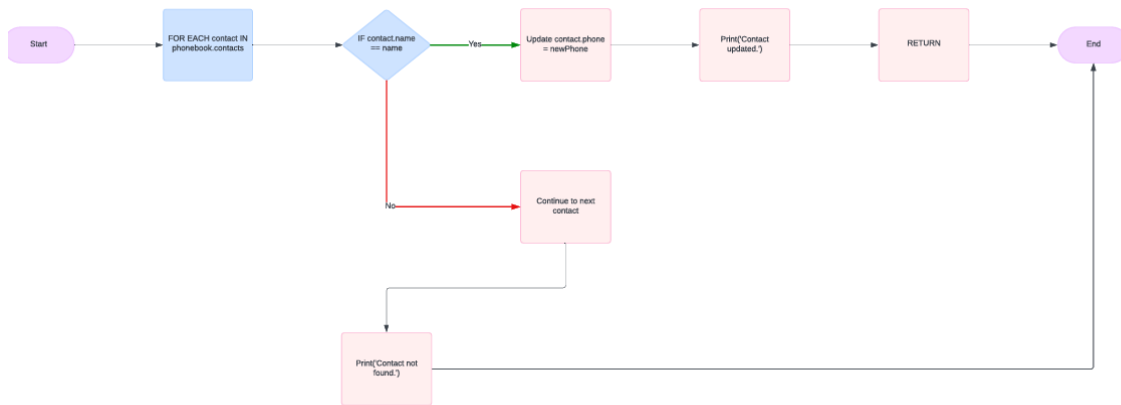 Start
FOR EACH contact IN
phonebook.contacts
IF contact.name
== name
Yes
Update contact.phone
= newPhone
Print('Contact
updated.')
RETURN
End
No
Continue to next
contact
Print('Contact not
found.')